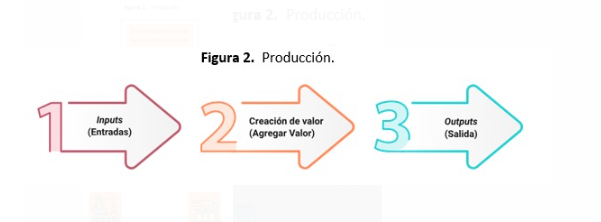 gura 2. Producción.
Figura 2. Producción.
1
Inputs
(Entradas)
2
Creación de valor
(Agregar Valor)
3
Outputs
(Salida)